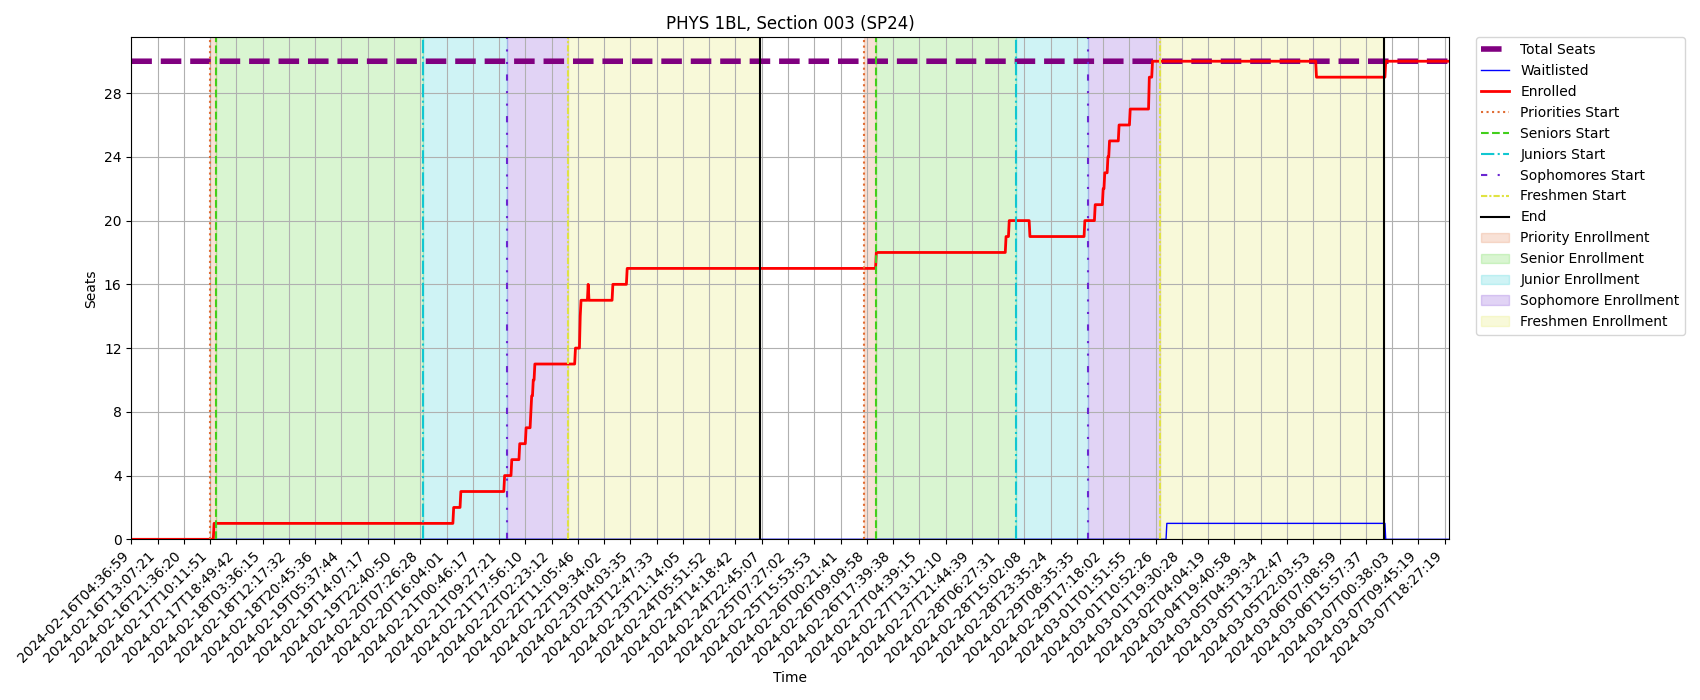 PHYS 1BL, Section 003 (SP24)
Seats
28
24
20
16
12
8
4
0
2024-02-16T04:36:59
2024-02-16T13:07:21
2024-02-16T21:36:20
2024-02-17T10:11:51
2024-02-17T18:49:42
2024-02-18T03:36:15
2024-02-18T12:17:32
2024-02-18T20:45:36
2024-02-19T05:37:44
2024-02-19T14:07:17
2024-02-19T22:40:50
2024-02-20T07:26:28
2024-02-20T16:04:01
2024-02-21T00:46:17
2024-02-21T09:27:21
2024-02-21T17:56:10
2024-02-22T02:23:12
2024-02-22T11:05:46
2024-02-22T19:34:02
2024-02-23T04:03:35
2024-02-23T12:47:33
2024-02-23T21:14:05
2024-02-24T05:51:52
2024-02-24T14:18:42
2024-02-24T22:45:07
2024-02-25T07:27:02
2024-02-25T15:53:53
2024-02-26T00:21:41
2024-02-26T09:09:58
2024-02-26T17:39:38
2024-02-27T04:39:15
2024-02-27T13:12:10
2024-02-27T21:44:39
2024-02-28T06:27:31
2024-02-28T15:02:08
2024-02-28T23:35:24
2024-02-29T08:35:35
2024-02-29T17:18:02
2024-03-01T01:51:55
2024-03-01T10:52:26
2024-03-01T19:30:28
2024-03-02T04:04:19
2024-03-04T19:40:58
2024-03-05T04:39:34
2024-03-05T13:22:47
2024-03-05T22:03:53
2024-03-06T07:08:59
2024-03-06T15:57:37
2024-03-07T00:38:03
2024-03-07T09:45:19
2024-03-07T18:27:19
Time
Total Seats
Waitlisted
Enrolled
Priorities Start
Seniors Start
Juniors Start
Sophomores Start
Freshmen Start
End
Priority Enrollment
Senior Enrollment
Junior Enrollment
Sophomore Enrollment
Freshmen Enrollment